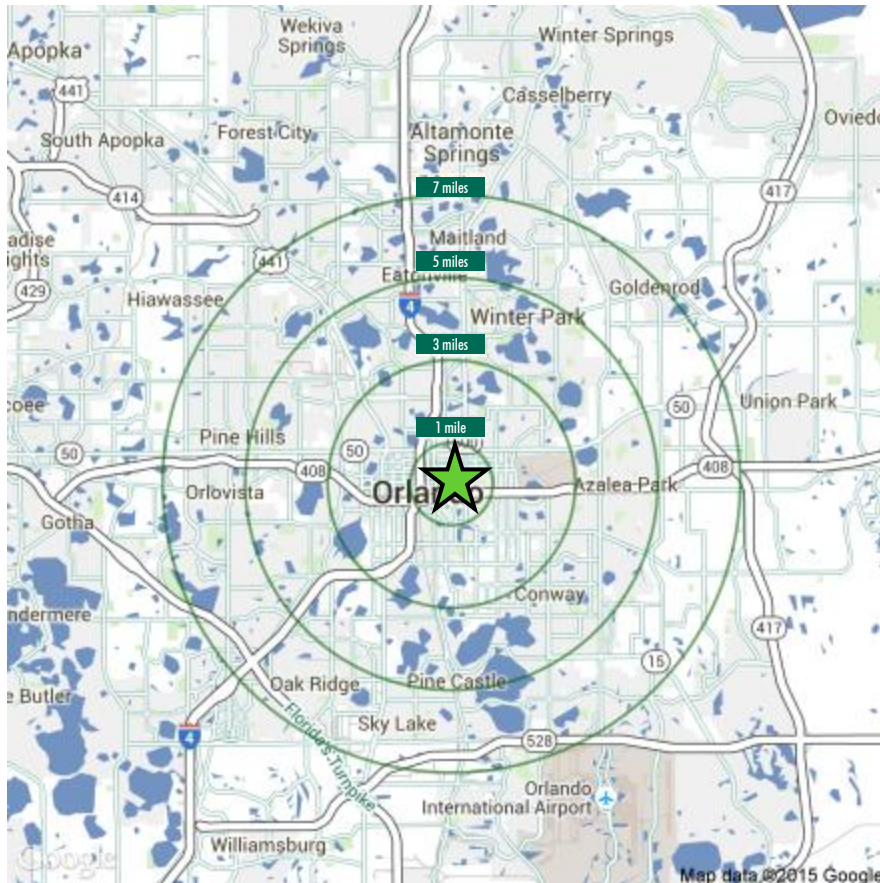 Wekiva
Springs
Winter Springs
Apopka
441
Casselberry
Oviedo
South Apopka
Forest City
Altamonte
Springs
414
7 miles
417
Maitland
441
5 miles
429
Eatonville
Goldenrod
Hiawassee
4
Winter Park
3 miles
50
Union Park
1 mile
Pine Hills
50
50
408
408
Orlovista
Orlando
Azalea Park
Gotha
Conway
ndermere
417
15
Oak Ridge
Pine Castle
e Butler
Sky Lake
4
Florida's Turnpike
528
Orlando
International Airport
Williamsburg
Google
Map data ©2015 Google